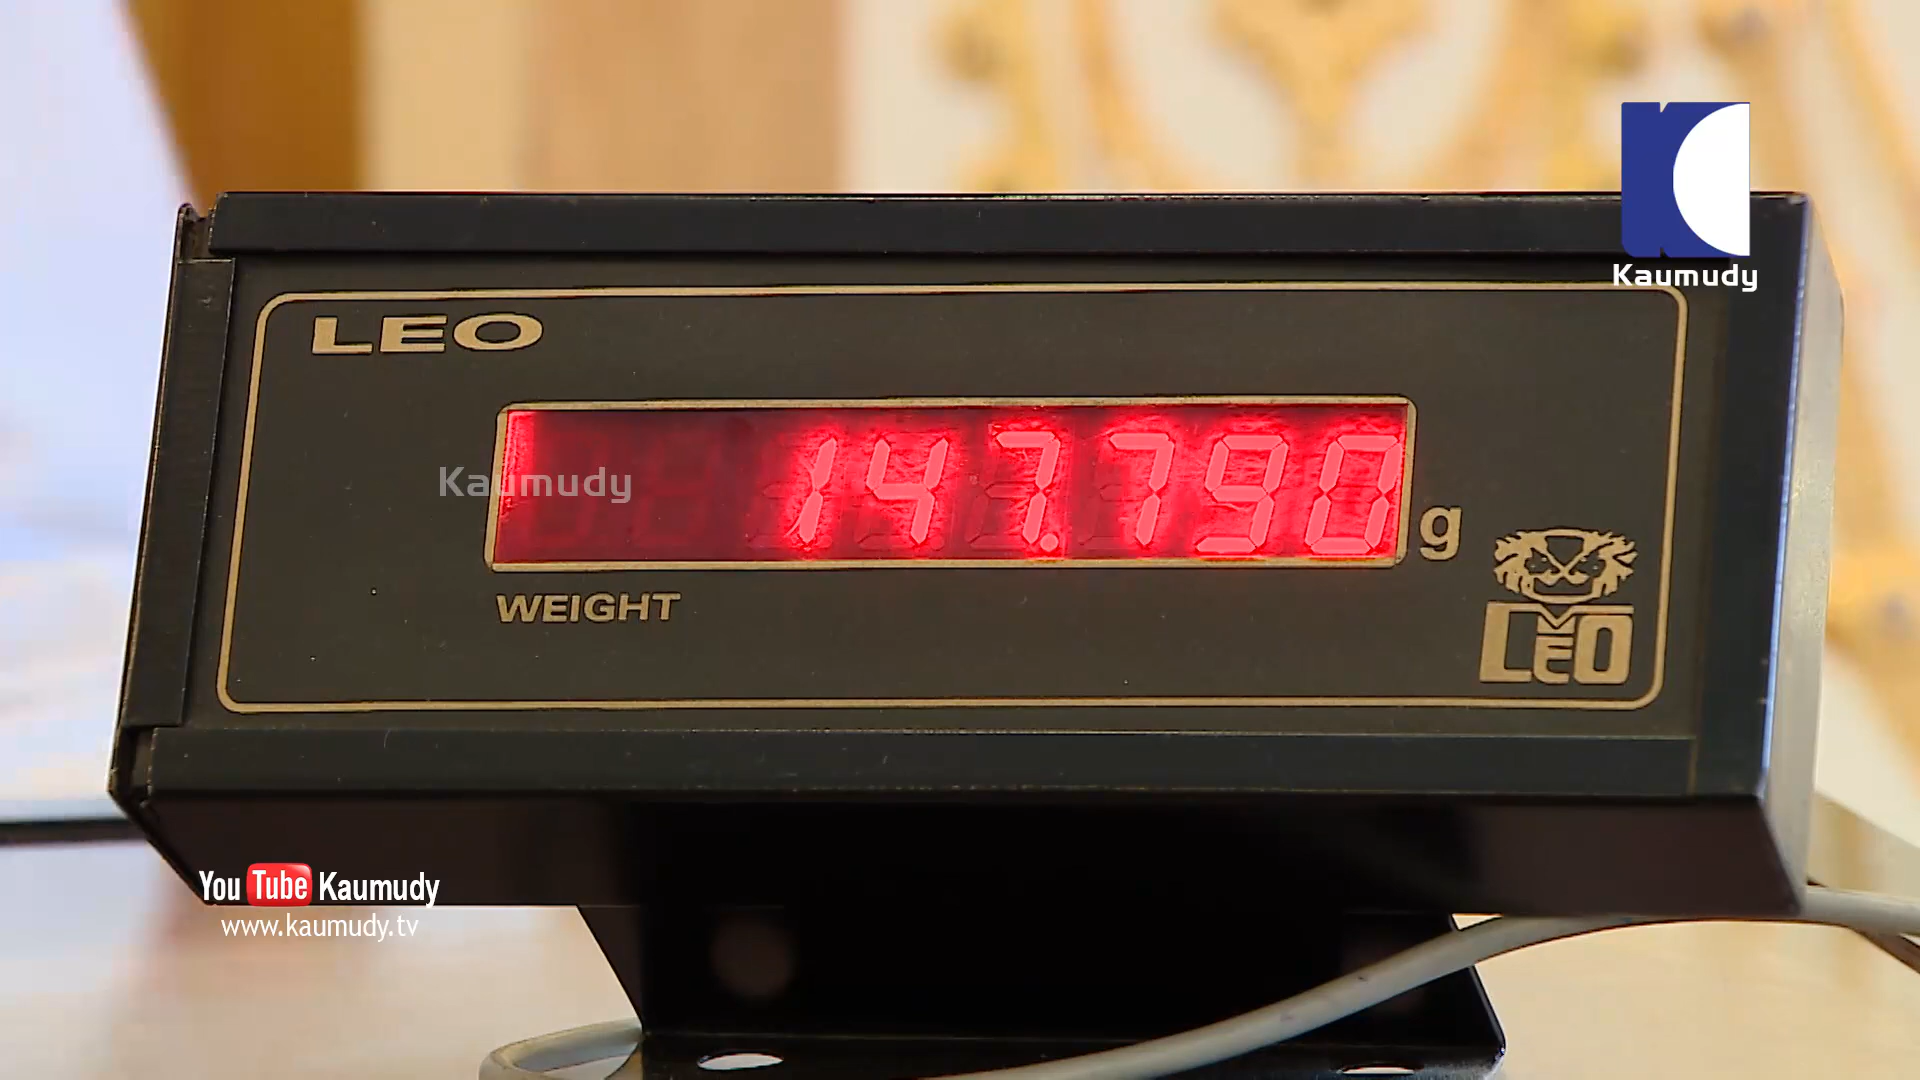 Kaumudy
LEO
147.790 g
Kaumudy
WEIGHT
LEO
You Tube Kaumudy
www.kaumudy.tv